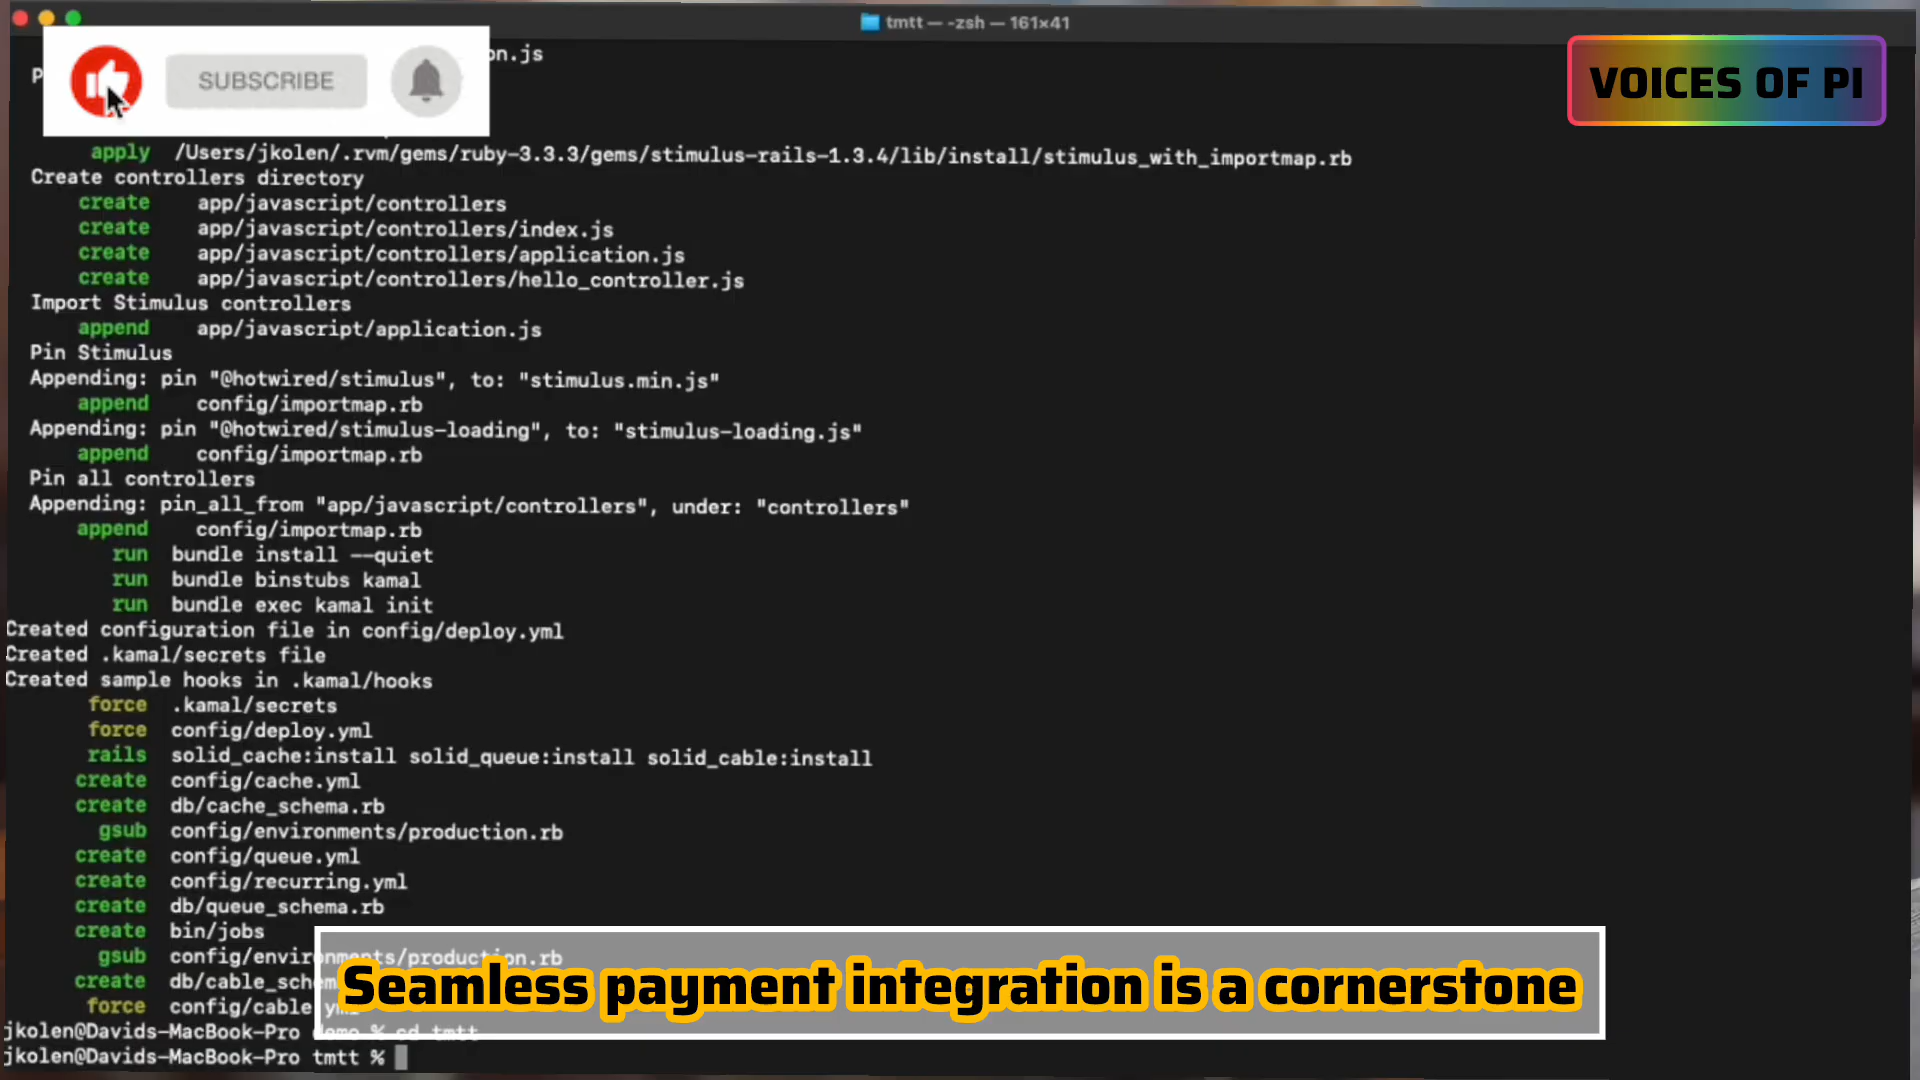 tmtt — -zsh — 161×41
on.js
P
SUBSCRIBE
VOICES OF PI
apply /Users/jkolen/.rvm/gems/ruby-3.3.3/gems/stimulus-rails-1.3.4/lib/install/stimulus_with_importmap.rb
Create controllers directory
create app/javascript/controllers
create app/javascript/controllers/index.js
create app/javascript/controllers/application.js
create app/javascript/controllers/hello_controller.js
Import Stimulus controllers
append app/javascript/application.js
Pin Stimulus
Appending: pin "@hotwired/stimulus", to: "stimulus.min.js"
append config/importmap.rb
Appending: pin "@hotwired/stimulus-loading", to: "stimulus-loading.js"
append config/importmap.rb
Pin all controllers
Appending: pin_all_from "app/javascript/controllers", under: "controllers"
append config/importmap.rb
run bundle install --quiet
run bundle binstubs kamal
run bundle exec kamal init
Created configuration file in config/deploy.yml
Created .kamal/secrets file
Created sample hooks in .kamal/hooks
force .kamal/secrets
force config/deploy.yml
rails solid_cache:install solid_queue:install solid_cable:install
create config/cache.yml
create db/cache_schema.rb
gsub config/environments/production.rb
create config/queue.yml
create config/recurring.yml
create db/queue_schema.rb
create bin/jobs
gsub config/environments/production.rb
create db/cable_schem
force config/cable.yml
Seamless payment integration is a cornerstone
jkolen@Davids-MacBook-Pro demo % cd tmtt
jkolen@Davids-MacBook-Pro tmtt %